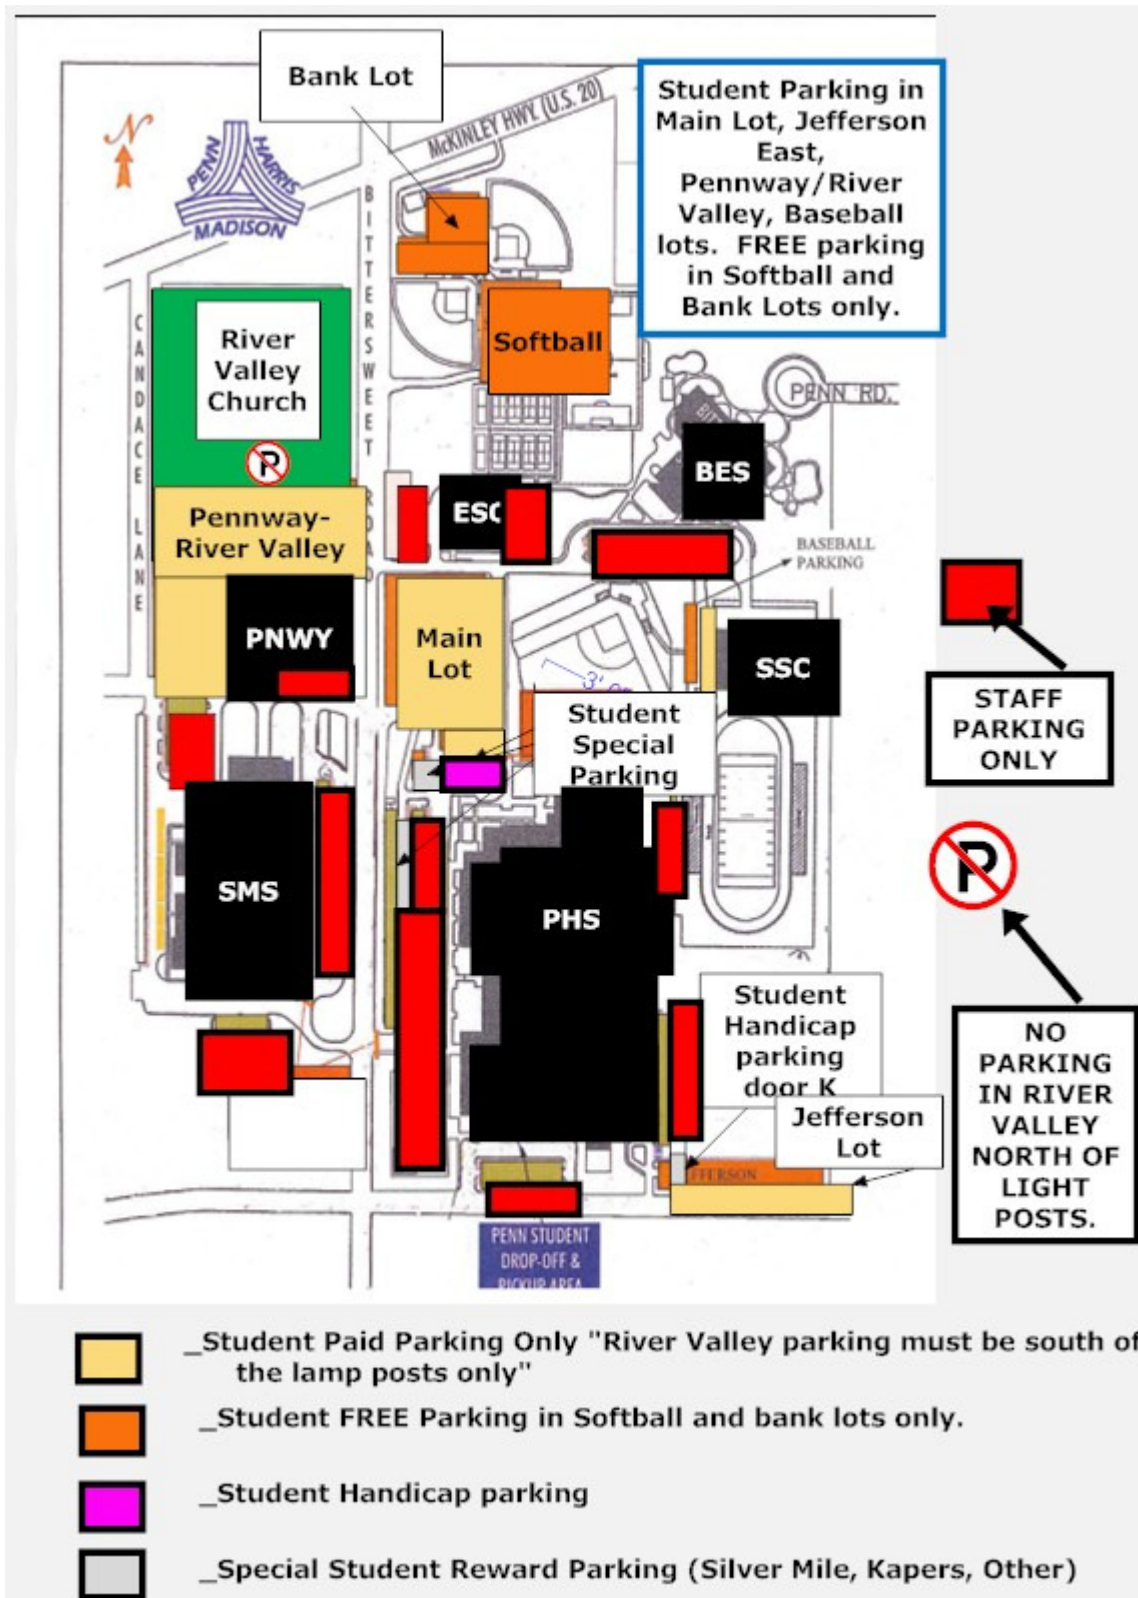 Bank Lot
McKINLEY HWY. (U.S. 20)
Student Parking in
Main Lot, Jefferson
East,
Pennway/River
Valley, Baseball
lots. FREE parking
in Softball and
Bank Lots only.
N
PENN
HARRIS
MADISON
BITTERSWEET ROAD
CANDACE LANE
River
Valley
Church
P
Softball
PENN RD.
BES
ESC
Pennway-
River Valley
BASEBALL
PARKING
PNWY
Main
Lot
SSC
3'
STAFF
PARKING
ONLY
Student
Special
Parking
P
SMS
PHS
Student
Handicap
parking
door K
NO
PARKING
IN RIVER
VALLEY
NORTH OF
LIGHT
POSTS.
Jefferson
Lot
FFERSON
PENN STUDENT
DROP-OFF &
PICKUP AREA
_Student Paid Parking Only "River Valley parking must be south of
the lamp posts only"
_Student FREE Parking in Softball and bank lots only.
_Student Handicap parking
_Special Student Reward Parking (Silver Mile, Kapers, Other)